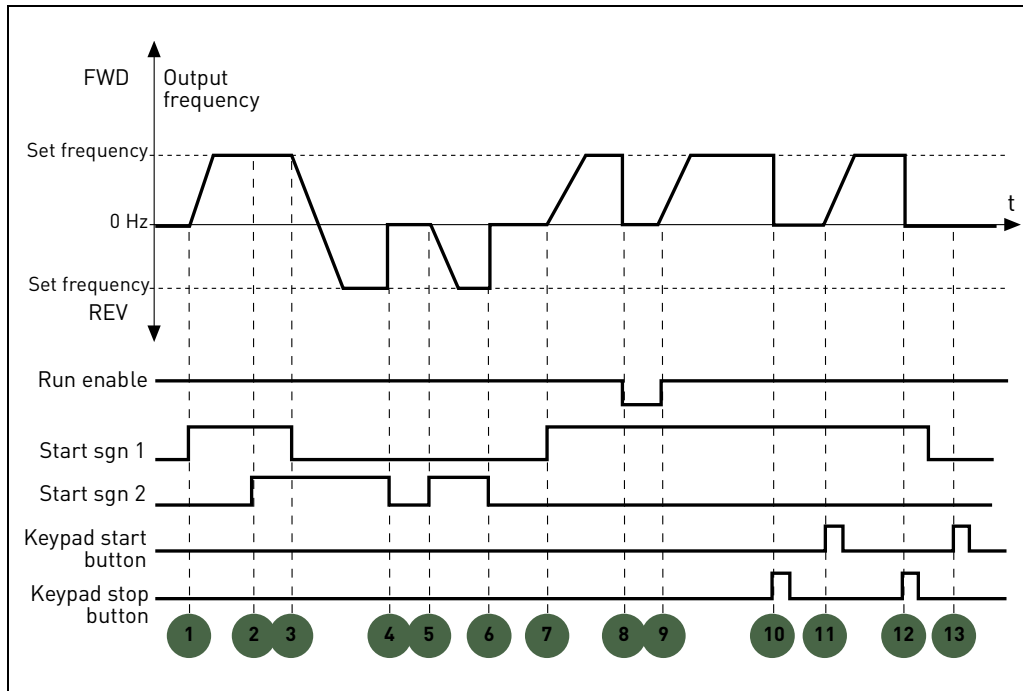 FWD
Output
frequency
Set frequency
0 Hz
t
Set frequency
REV
Run enable
Start sgn 1
Start sgn 2
Keypad start
button
Keypad stop
button
1 2 3 4 5 6 7 8 9 10 11 12 13